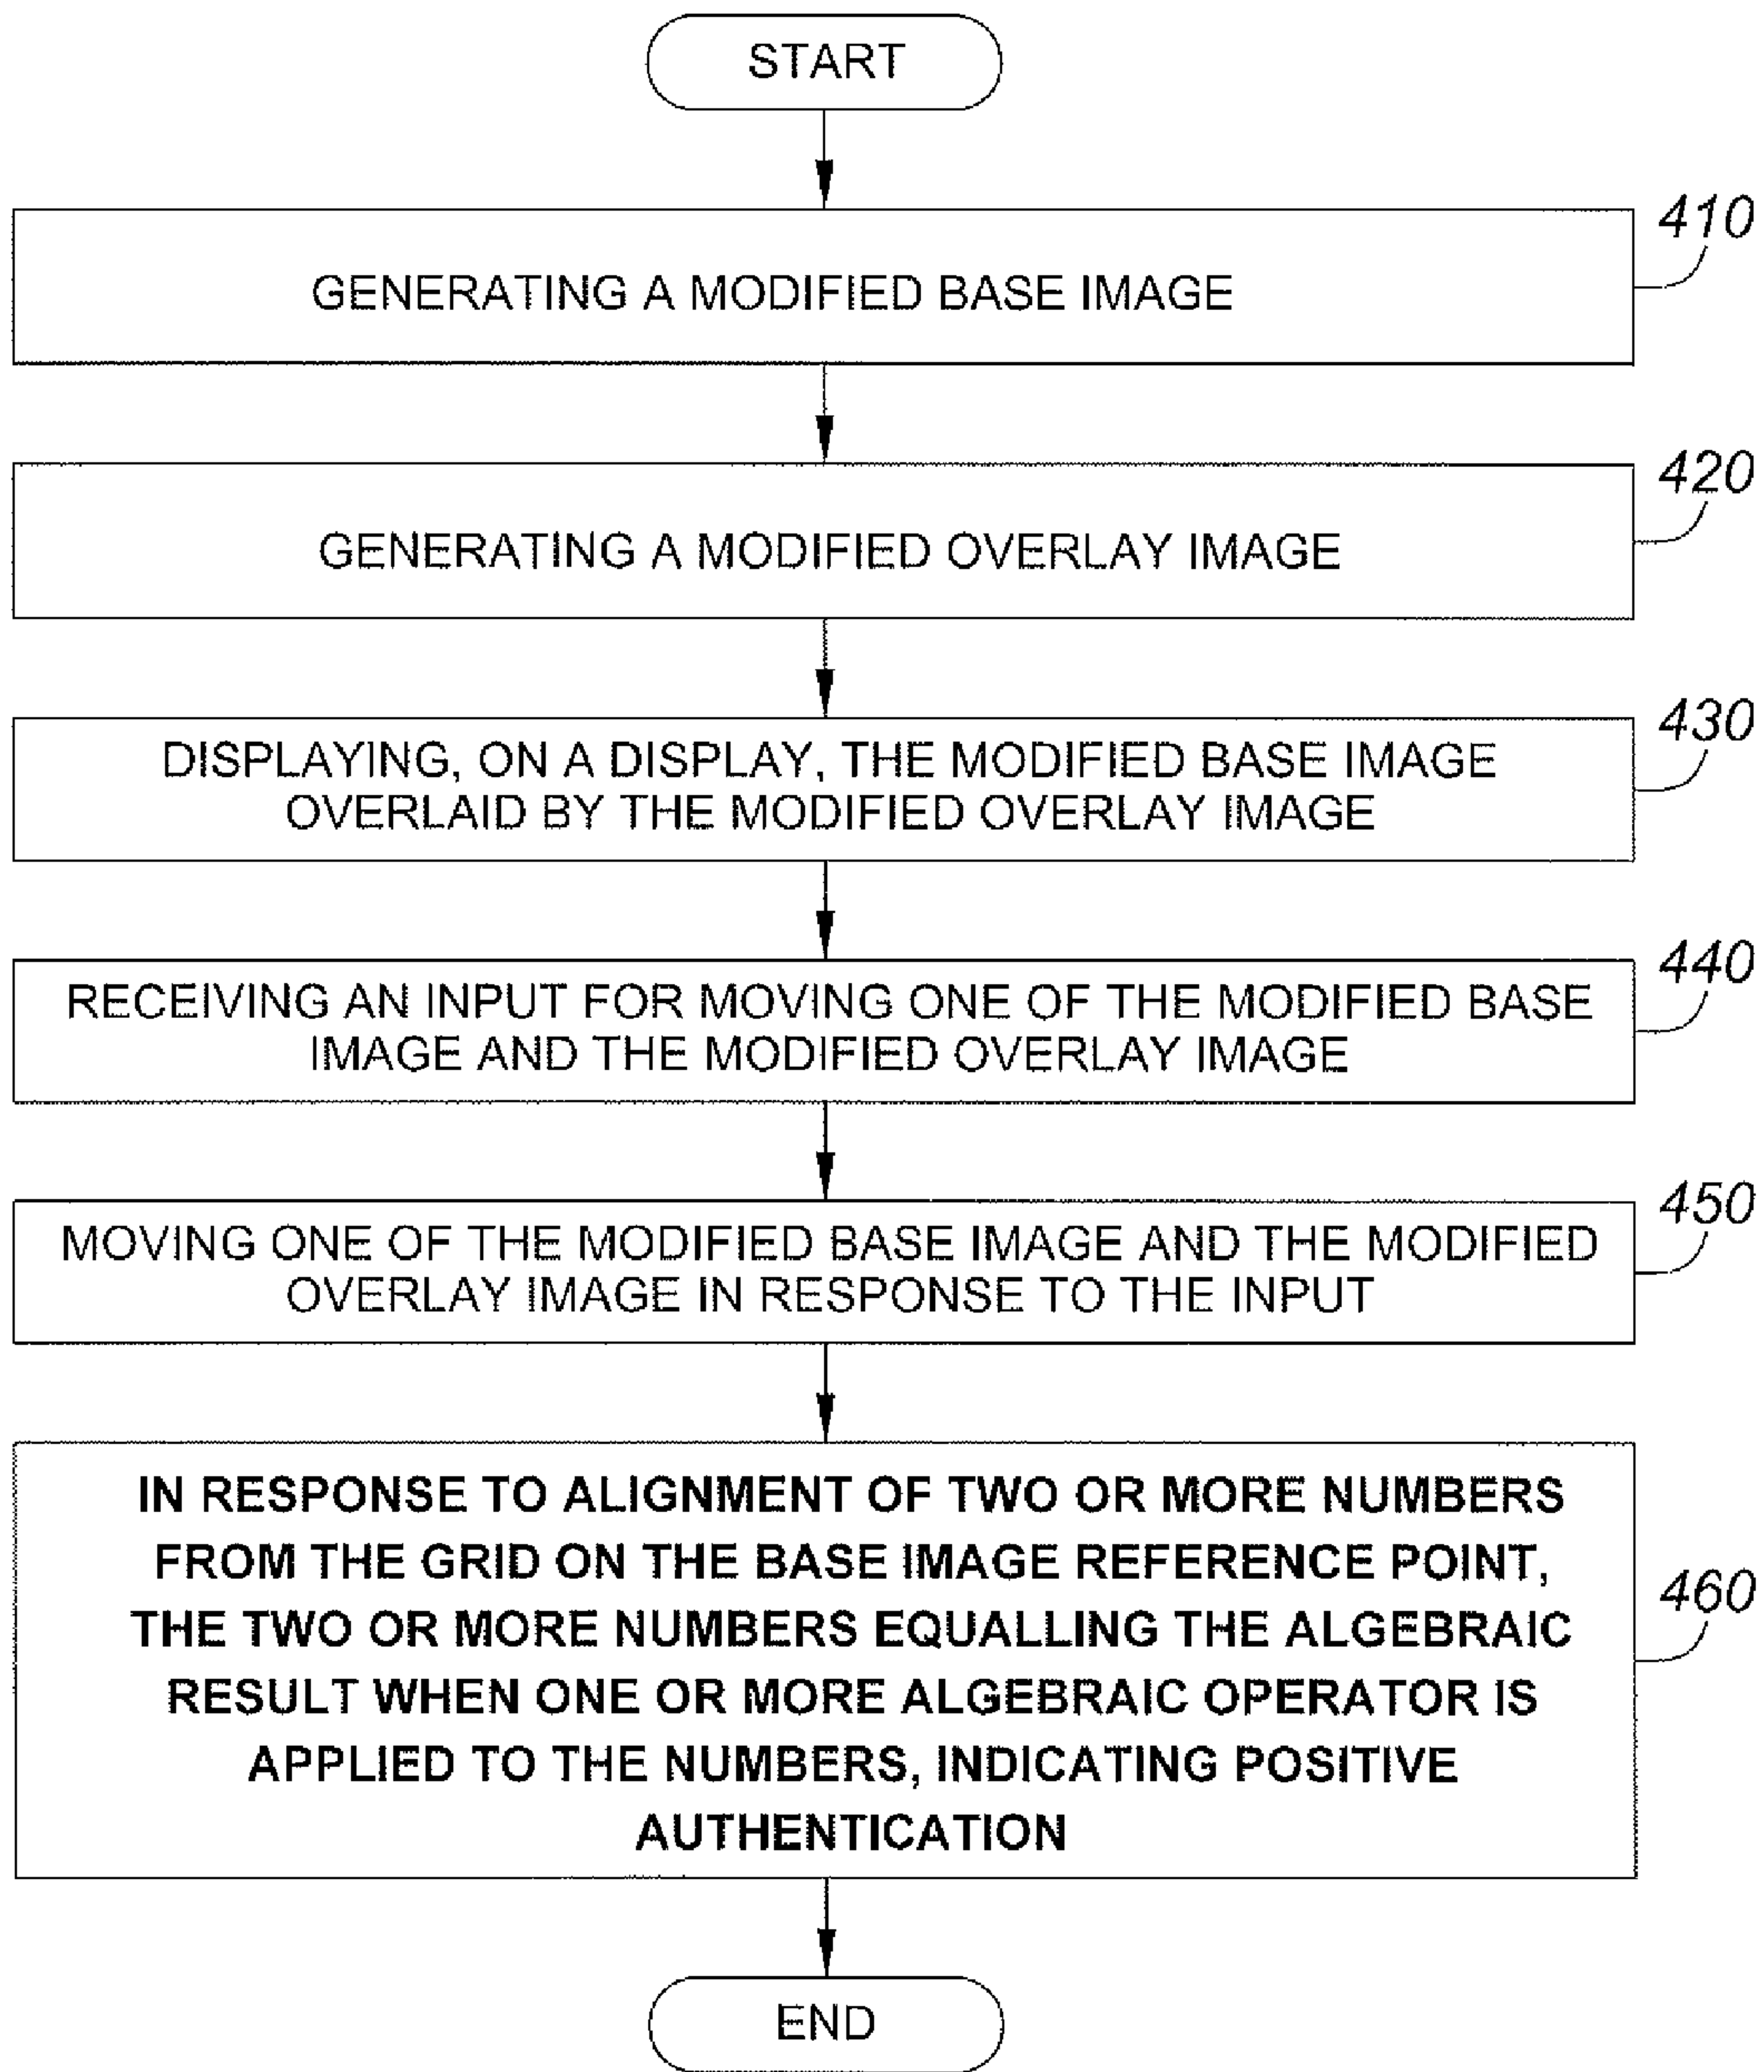 START
410
GENERATING A MODIFIED BASE IMAGE
420
GENERATING A MODIFIED OVERLAY IMAGE
430
DISPLAYING, ON A DISPLAY, THE MODIFIED BASE IMAGE
OVERLAID BY THE MODIFIED OVERLAY IMAGE
440
RECEIVING AN INPUT FOR MOVING ONE OF THE MODIFIED BASE
IMAGE AND THE MODIFIED OVERLAY IMAGE
450
MOVING ONE OF THE MODIFIED BASE IMAGE AND THE MODIFIED
OVERLAY IMAGE IN RESPONSE TO THE INPUT
IN RESPONSE TO ALIGNMENT OF TWO OR MORE NUMBERS
FROM THE GRID ON THE BASE IMAGE REFERENCE POINT,
460
THE TWO OR MORE NUMBERS EQUALLING THE ALGEBRAIC
RESULT WHEN ONE OR MORE ALGEBRAIC OPERATOR IS
APPLIED TO THE NUMBERS, INDICATING POSITIVE
AUTHENTICATION
END